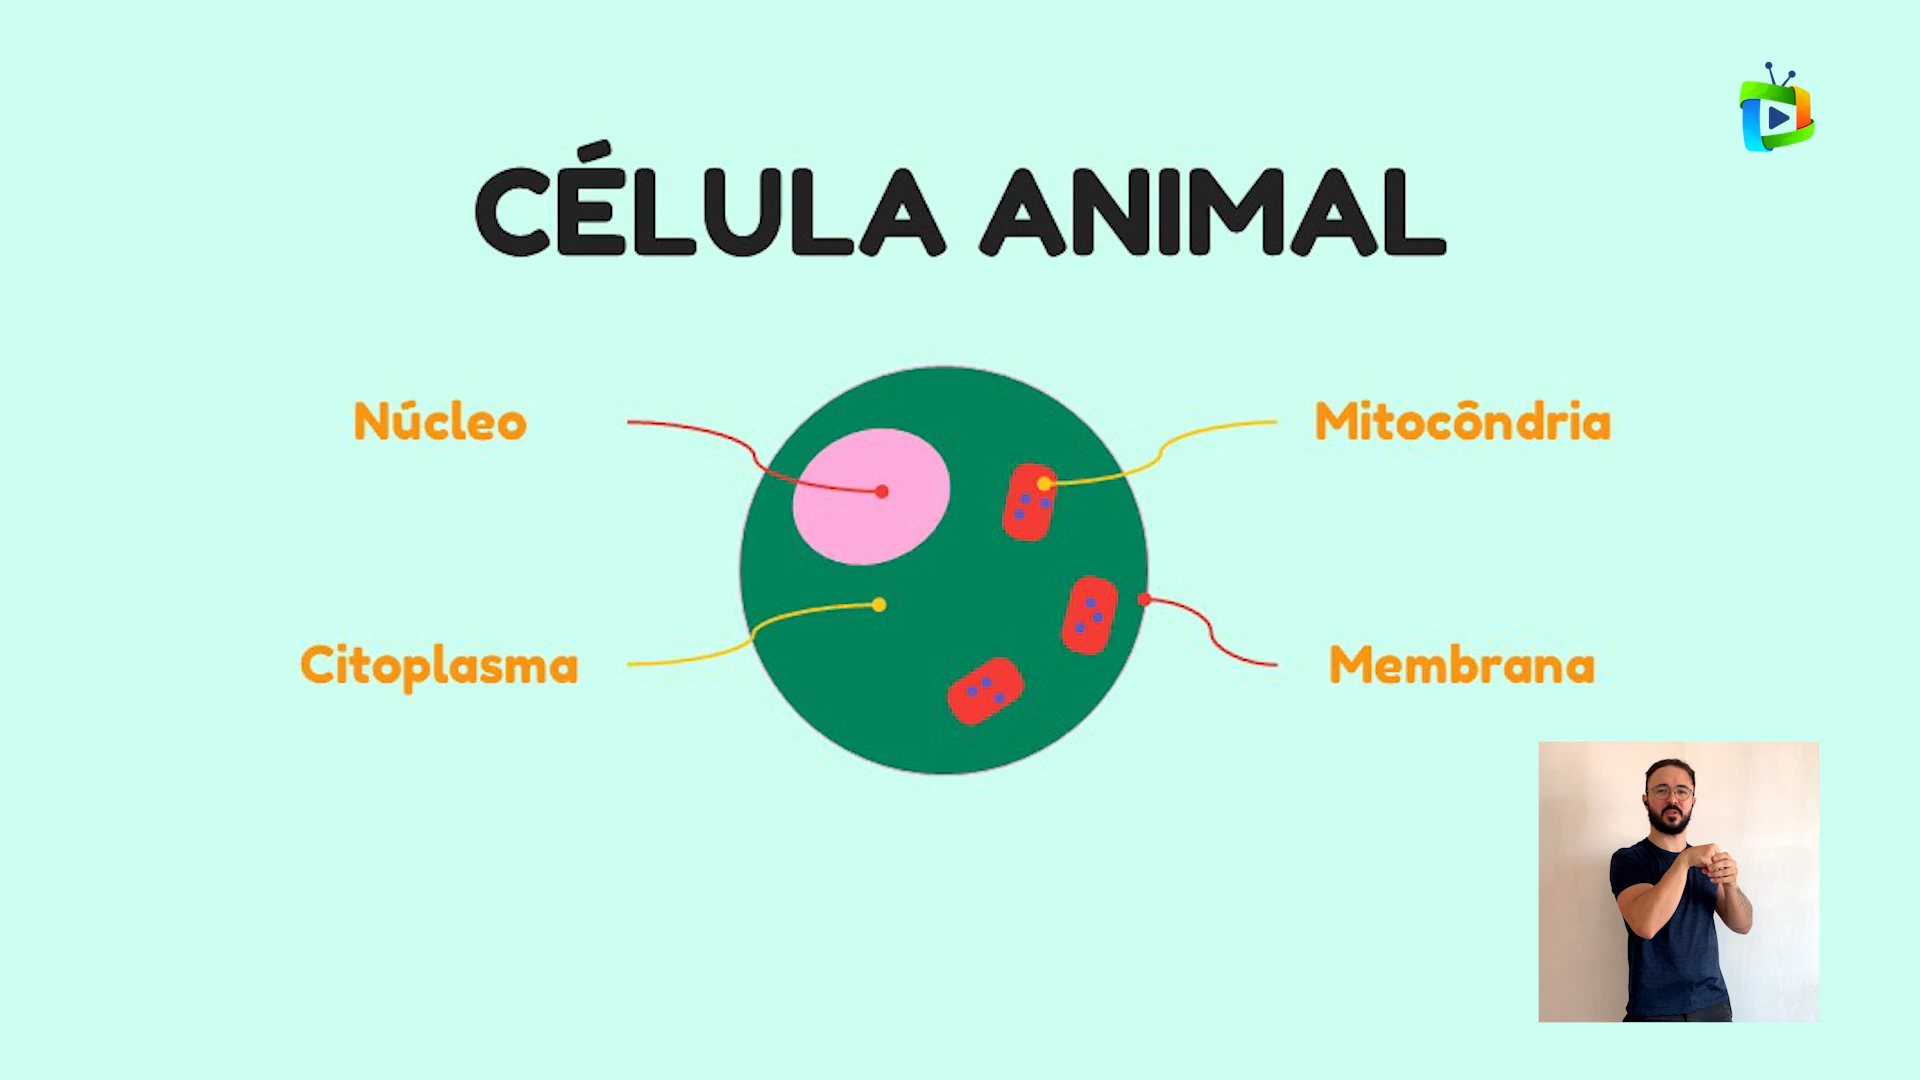 CÉLULA ANIMAL
Núcleo
Mitocôndria
Citoplasma
Membrana